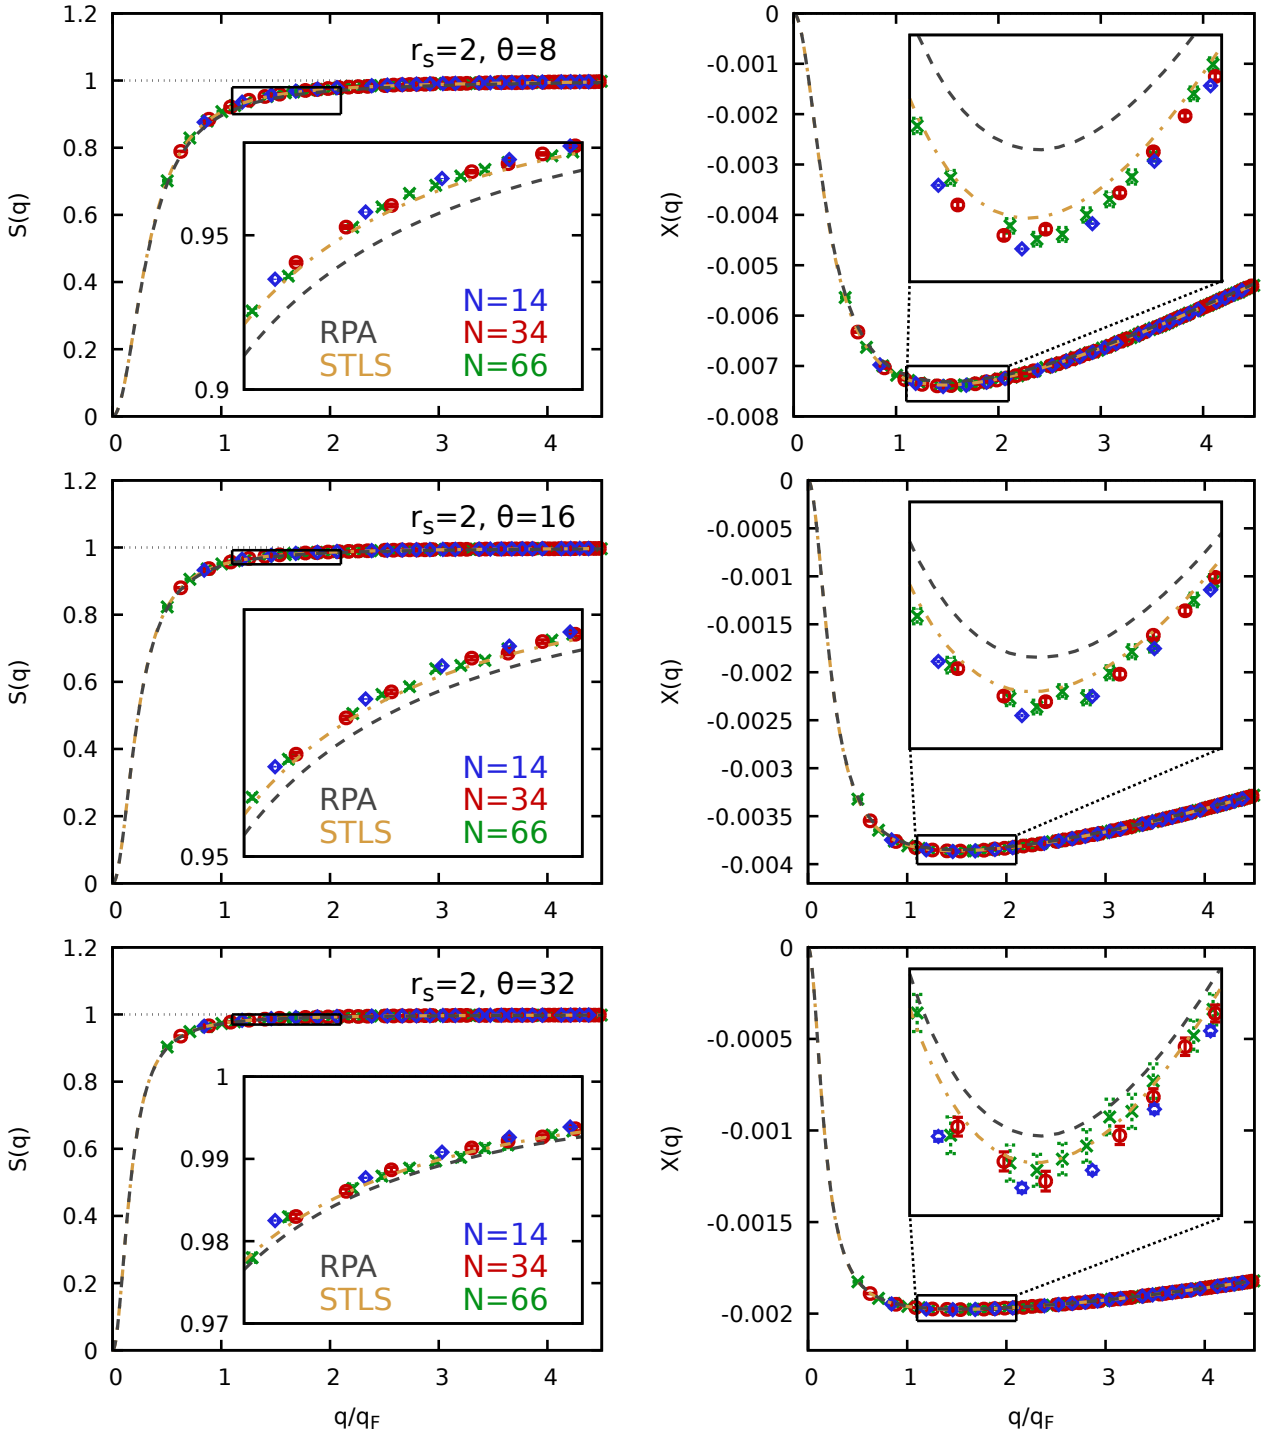 r_s=2, θ=8
S(q)
1.2
1
0.8
0.6
0.4
0.2
0
0.95
0.9
RPA
STLS
N=14
N=34
N=66
0 1 2 3 4
X(q)
0
-0.001
-0.002
-0.003
-0.004
-0.005
-0.006
-0.007
-0.008
0 1 2 3 4
r_s=2, θ=16
S(q)
1.2
1
0.8
0.6
0.4
0.2
0
0.95
RPA
STLS
N=14
N=34
N=66
0 1 2 3 4
X(q)
0
-0.0005
-0.001
-0.0015
-0.002
-0.0025
-0.003
-0.0035
-0.004
0 1 2 3 4
r_s=2, θ=32
S(q)
1.2
1
0.8
0.6
0.4
0.2
0
1
0.99
0.98
0.97
RPA
STLS
N=14
N=34
N=66
0 1 2 3 4
q/q_F
X(q)
0
-0.0005
-0.001
-0.0015
-0.002
0 1 2 3 4
q/q_F